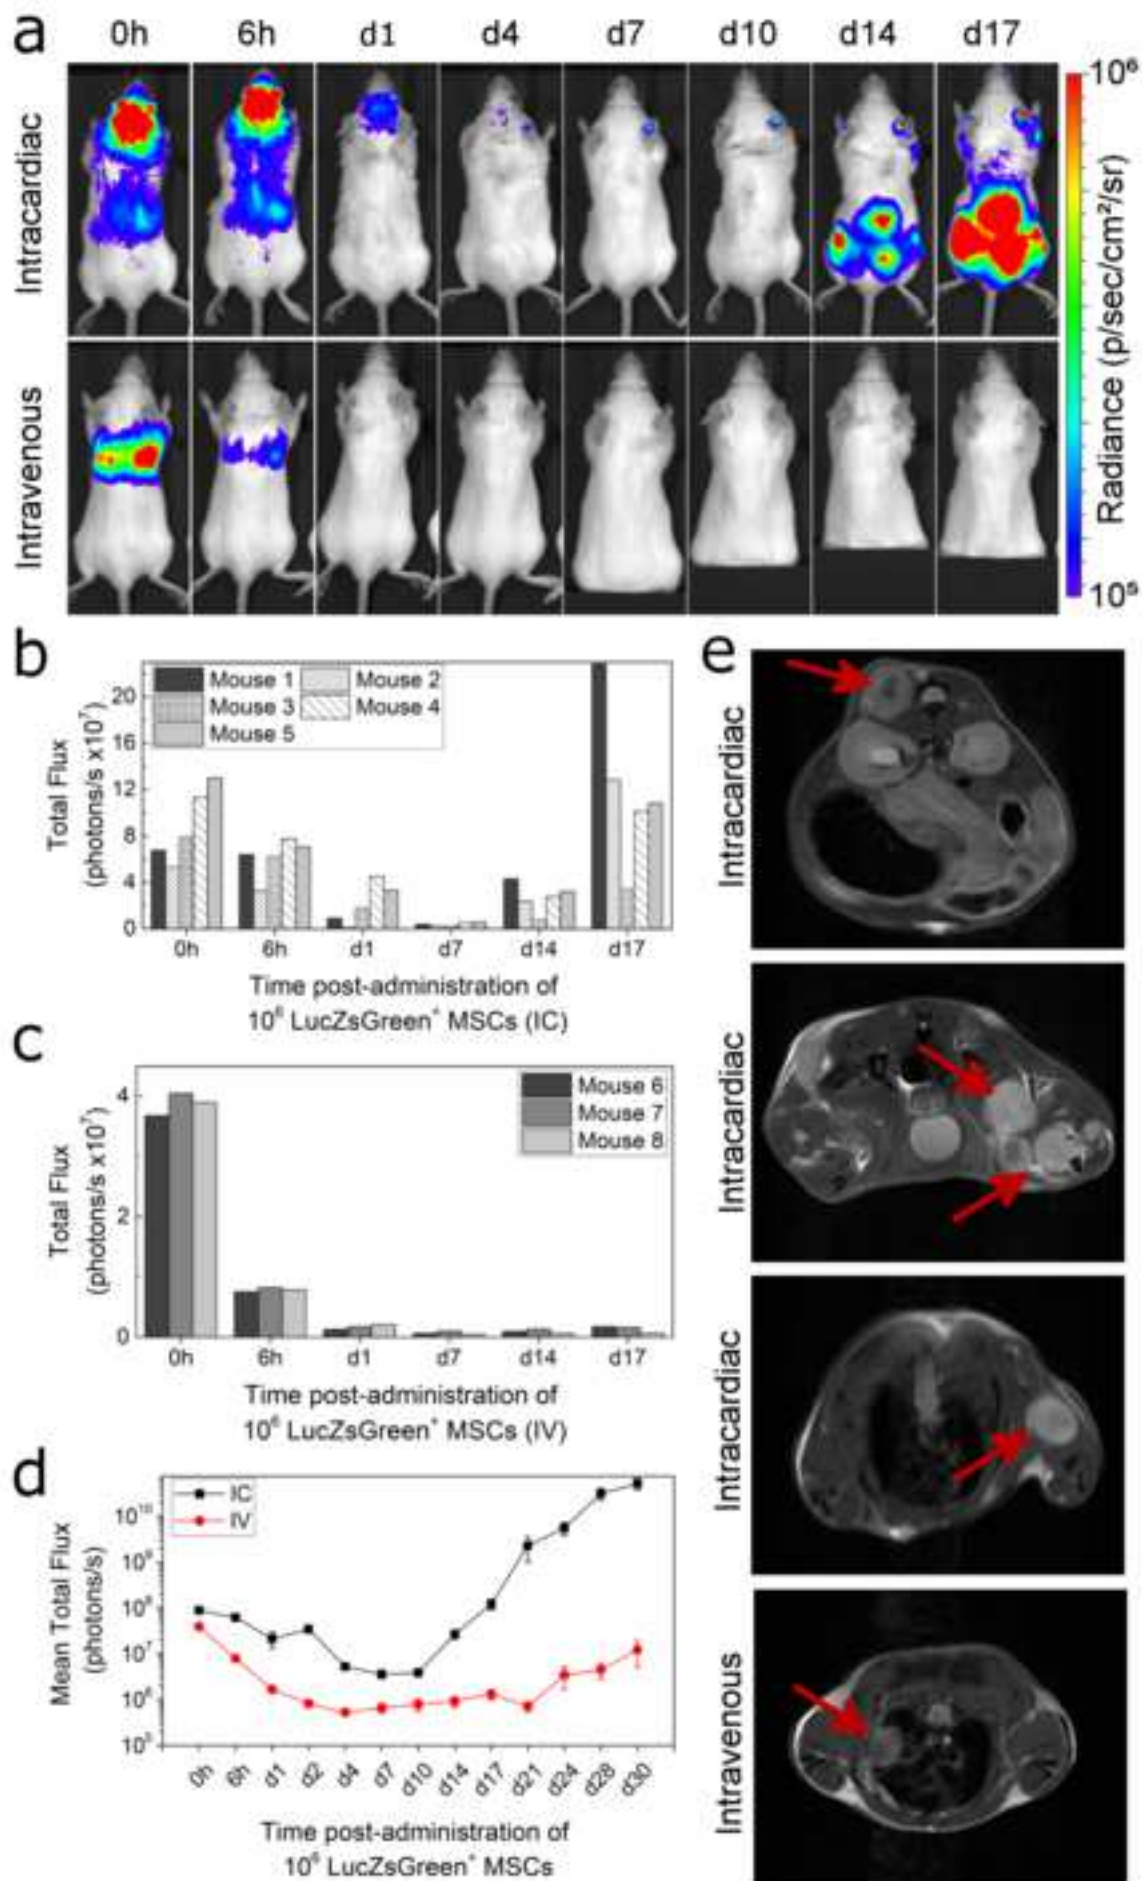 a
0h 6h d1 d4 d7 d10 d14 d17
Intracardiac
Intravenous
10⁶
Radiance (p/sec/cm²/sr)
10⁵
b
Mouse 1 Mouse 2
Mouse 3 Mouse 4
Mouse 5
Total Flux
(photons/s x10⁷)
20
16
12
8
4
0
0h 6h d1 d7 d14 d17
Time post-administration of
10⁶ LucZsGreen⁺ MSCs (IC)
c
Mouse 6
Mouse 7
Mouse 8
Total Flux
(photons/s x10⁷)
4
2
0
0h 6h d1 d7 d14 d17
Time post-administration of
10⁶ LucZsGreen⁺ MSCs (IV)
d
IC
IV
Mean Total Flux
(photons/s)
10¹⁰
10⁹
10⁸
10⁷
10⁶
10⁵
0h 6h d1 d2 d4 d7 d10 d14 d17 d21 d24 d28 d30
Time post-administration of
10⁶ LucZsGreen⁺ MSCs
e
Intracardiac
Intracardiac
Intracardiac
Intravenous